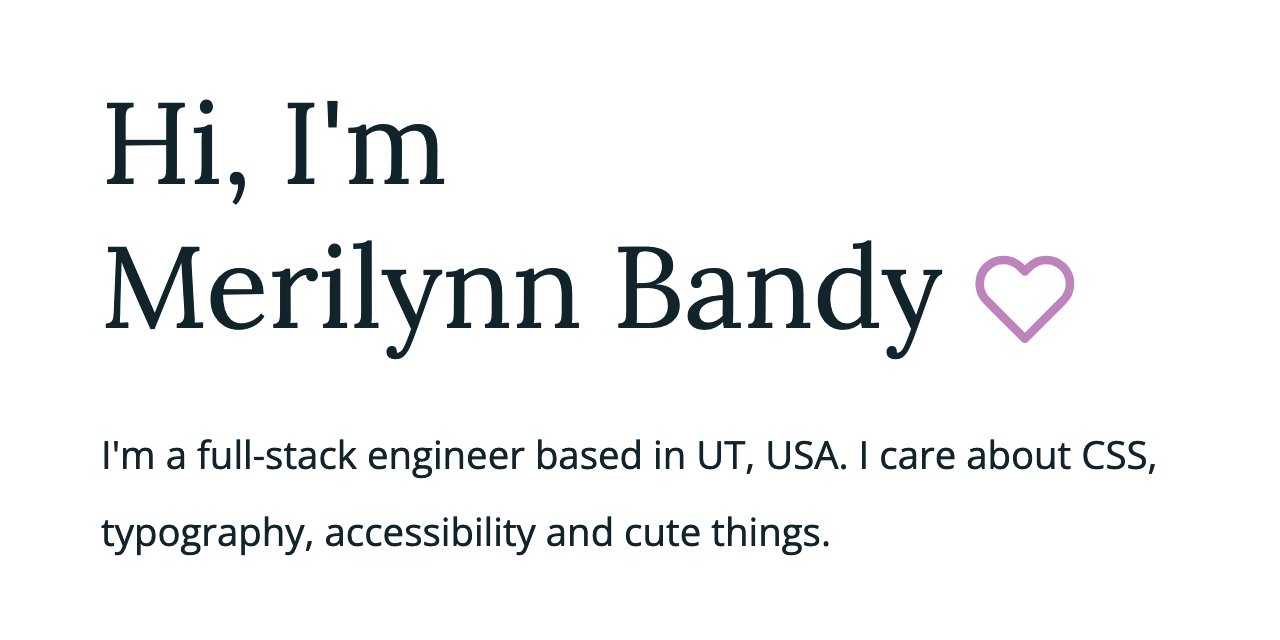 Hi, I'm
Merilynn Bandy
I'm a full-stack engineer based in UT, USA. I care about CSS,
typography, accessibility and cute things.